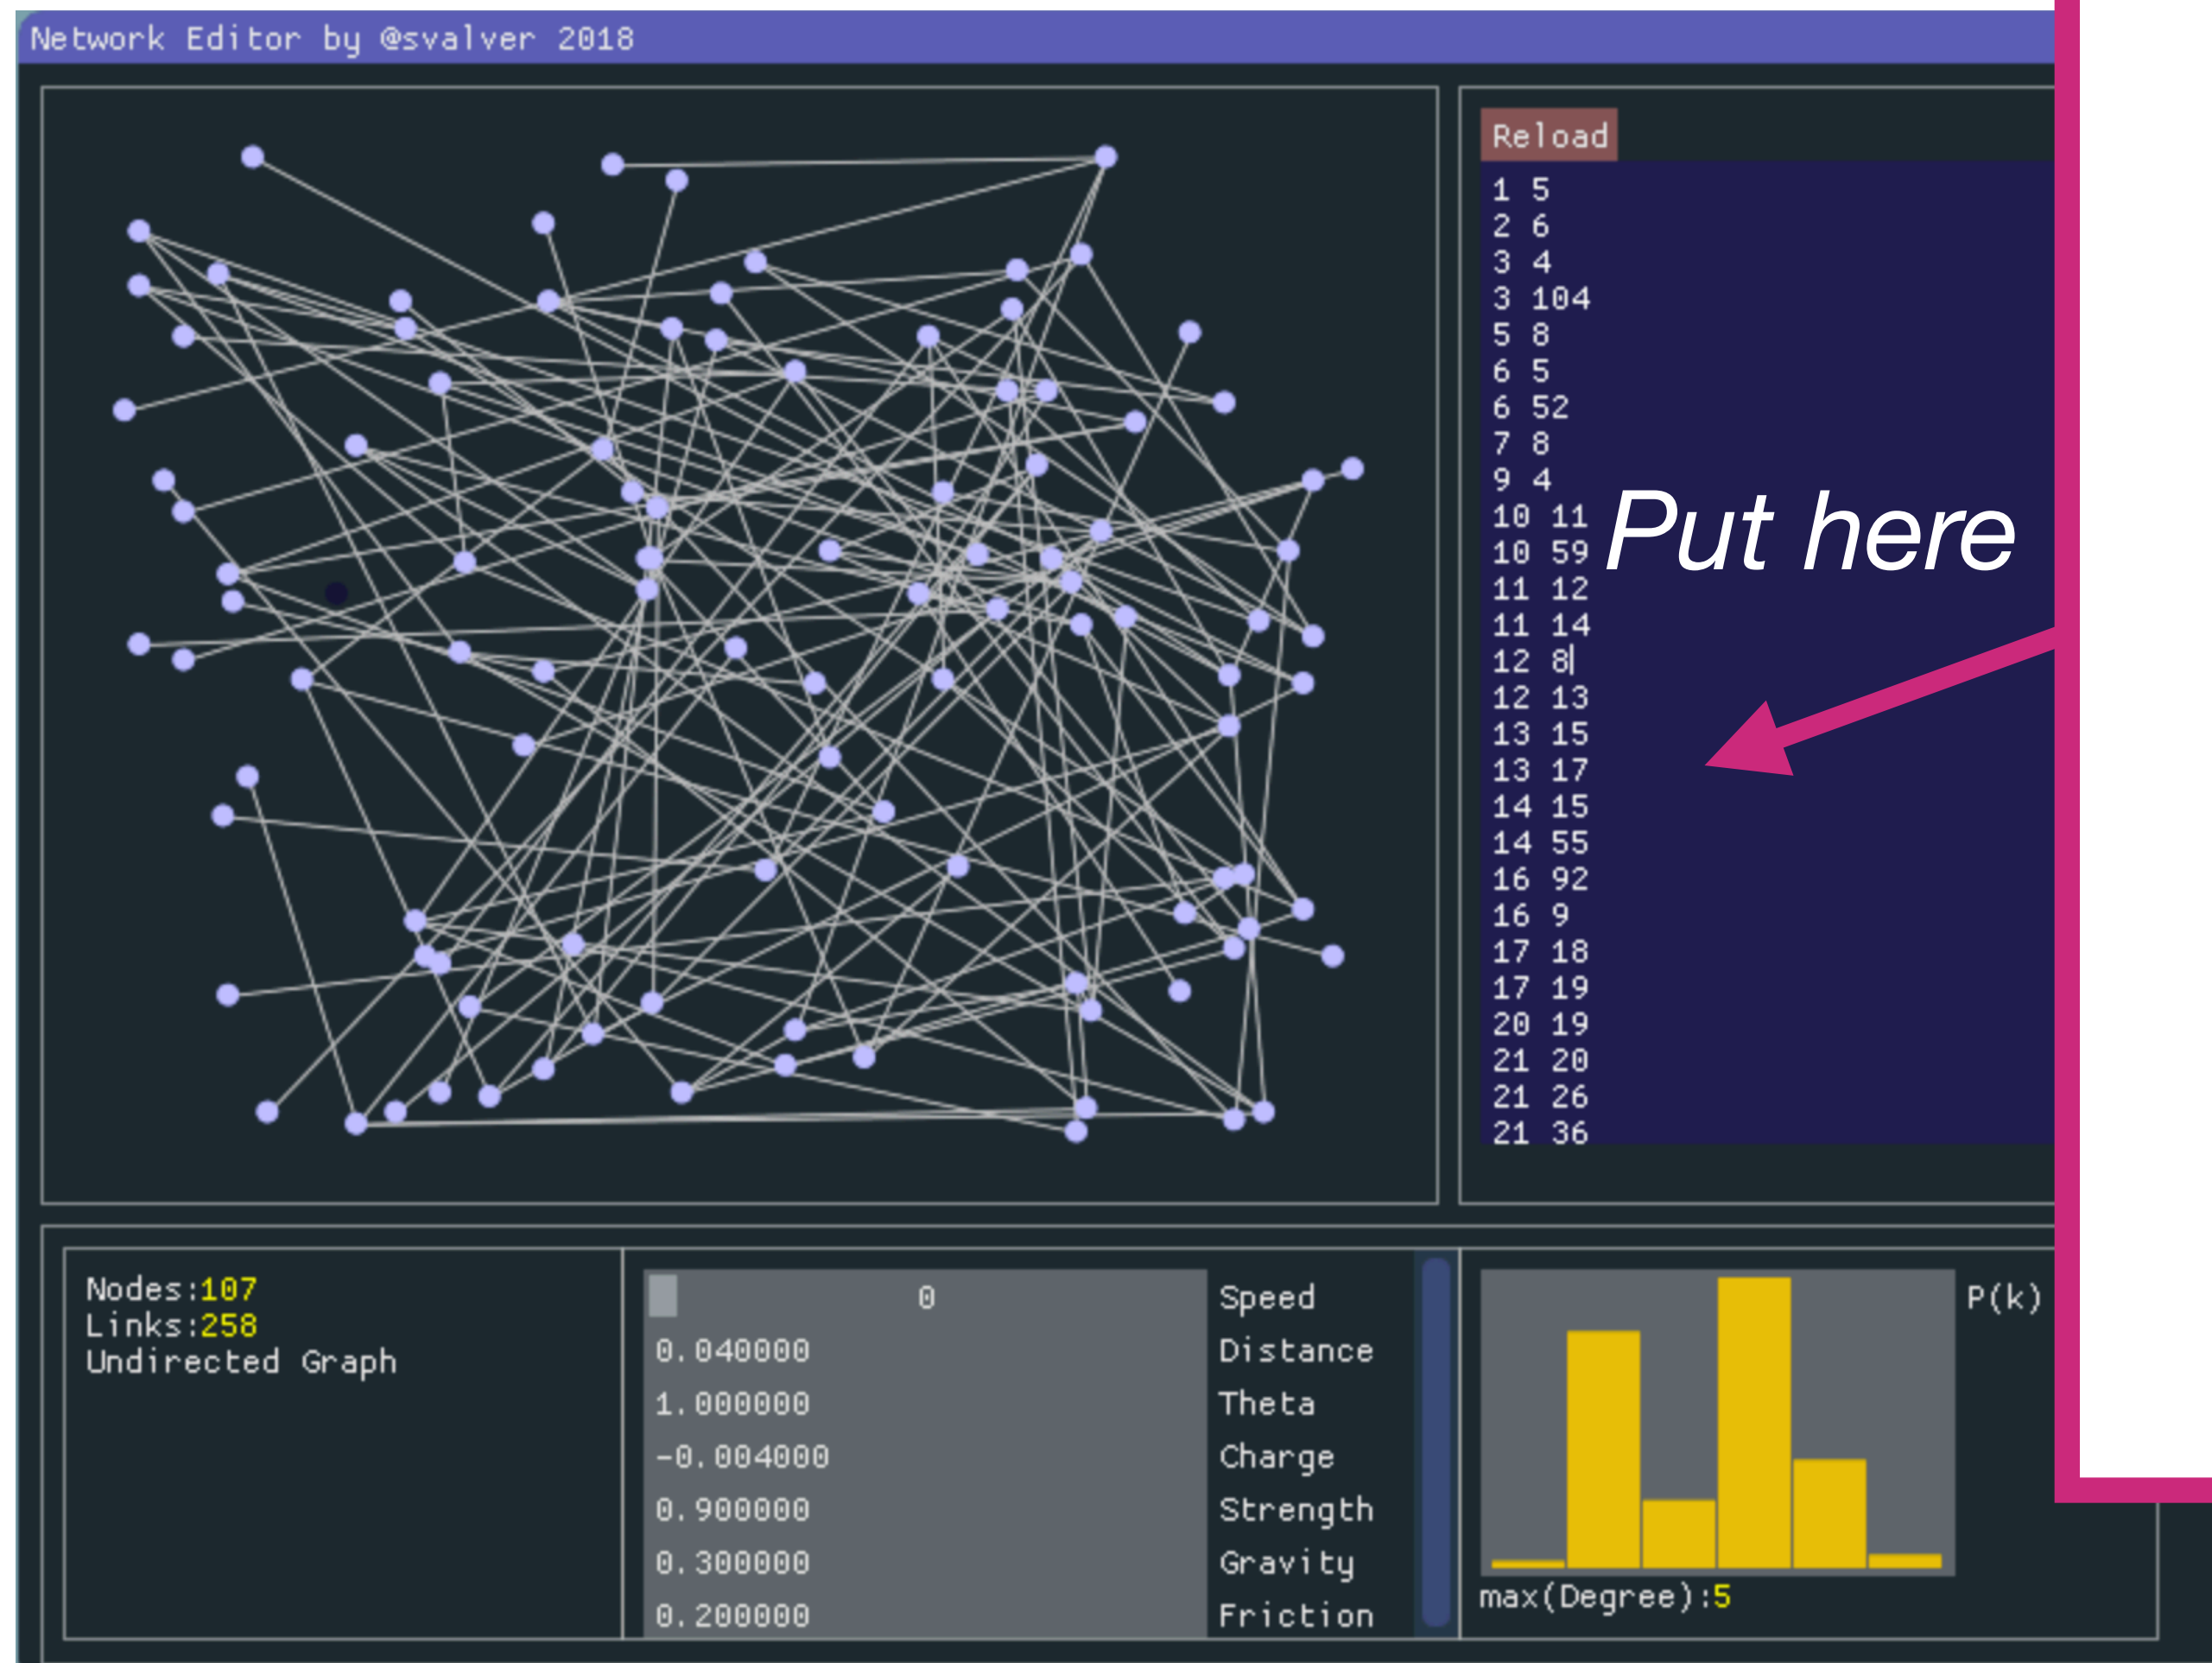 Network Editor by @svalver 2018
Reload
1 5
2 6
3 4
3 104
5 8
6 5
6 52
7 8
9 4
10 11
10 59
11 12
11 14
12 8
12 13
13 15
13 17
14 15
14 55
16 92
16 9
17 18
17 19
20 19
21 20
21 26
21 36
Put here
Nodes:107
Links:258
Undirected Graph
0 Speed
0.040000 Distance
1.000000 Theta
-0.004000 Charge
0.900000 Strength
0.300000 Gravity
0.200000 Friction
P(k)
max(Degree):5